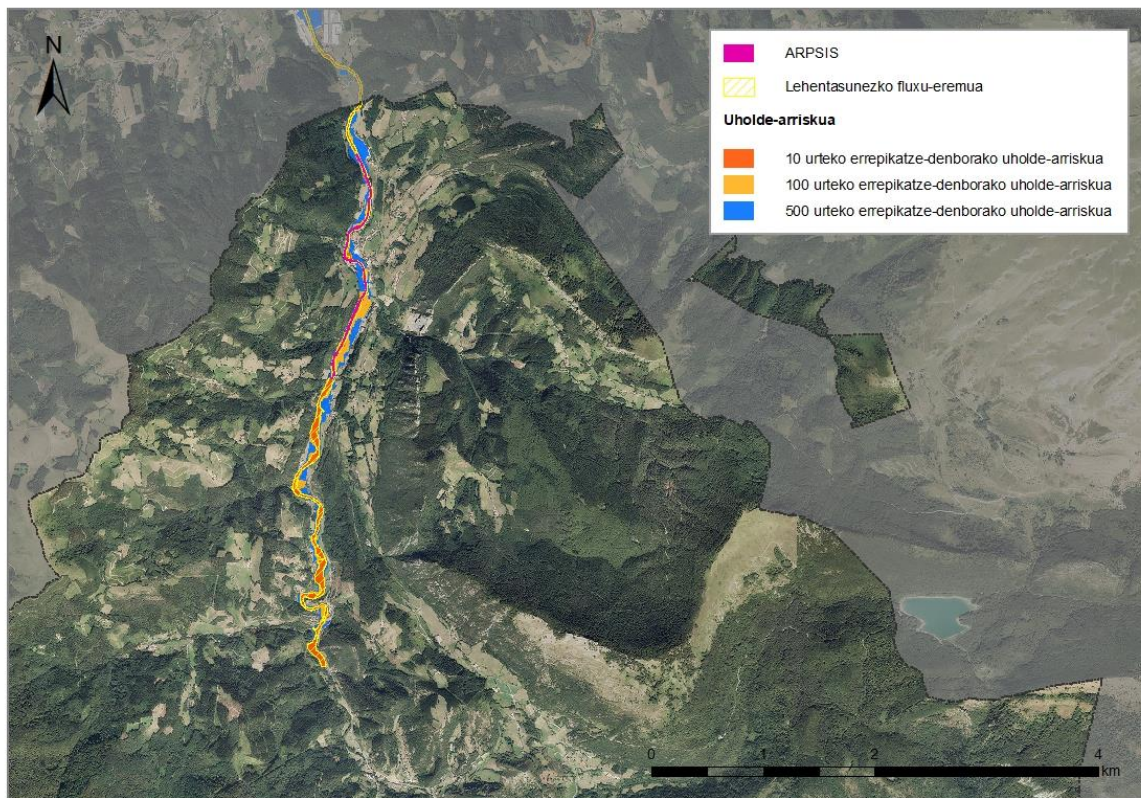 N
ARPSIS
Lehentasunezko fluxu-eremua
Uholde-arriskua
10 urteko errepikatze-denborako uholde-arriskua
100 urteko errepikatze-denborako uholde-arriskua
500 urteko errepikatze-denborako uholde-arriskua
0 1 2 4
km